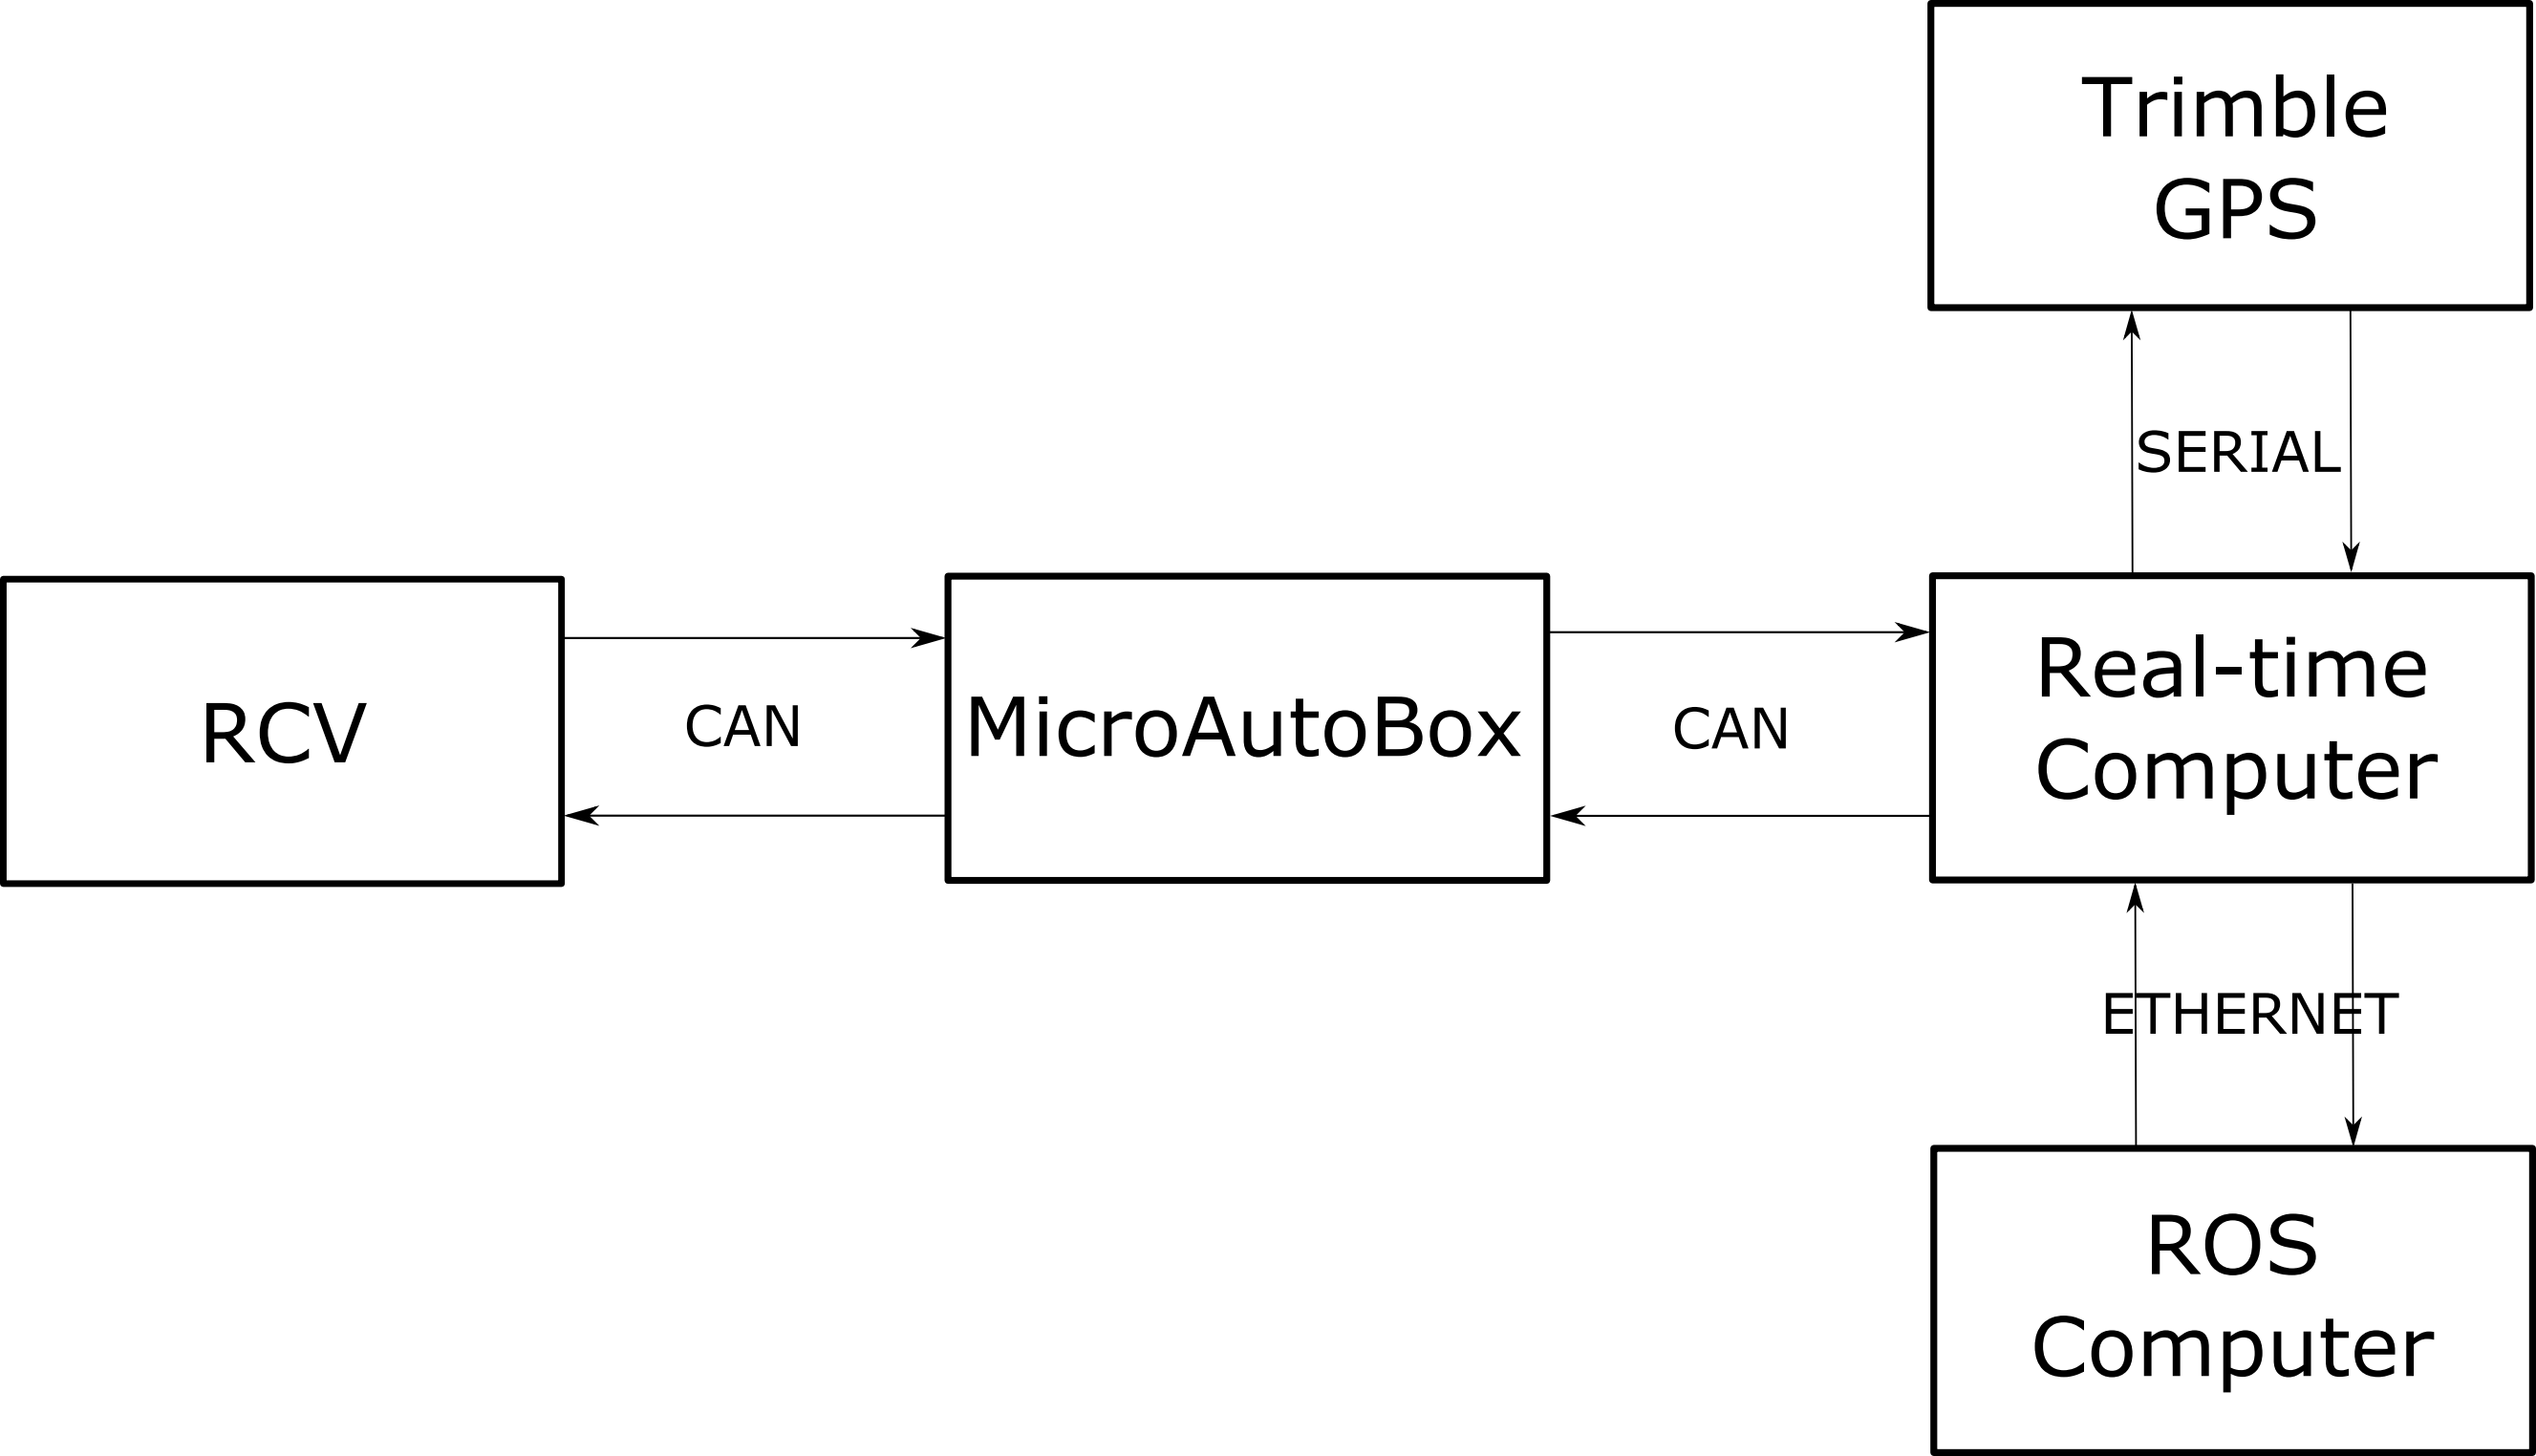 Trimble
GPS
SERIAL
RCV
CAN
MicroAutoBox
CAN
Real-time
Computer
ETHERNET
ROS
Computer